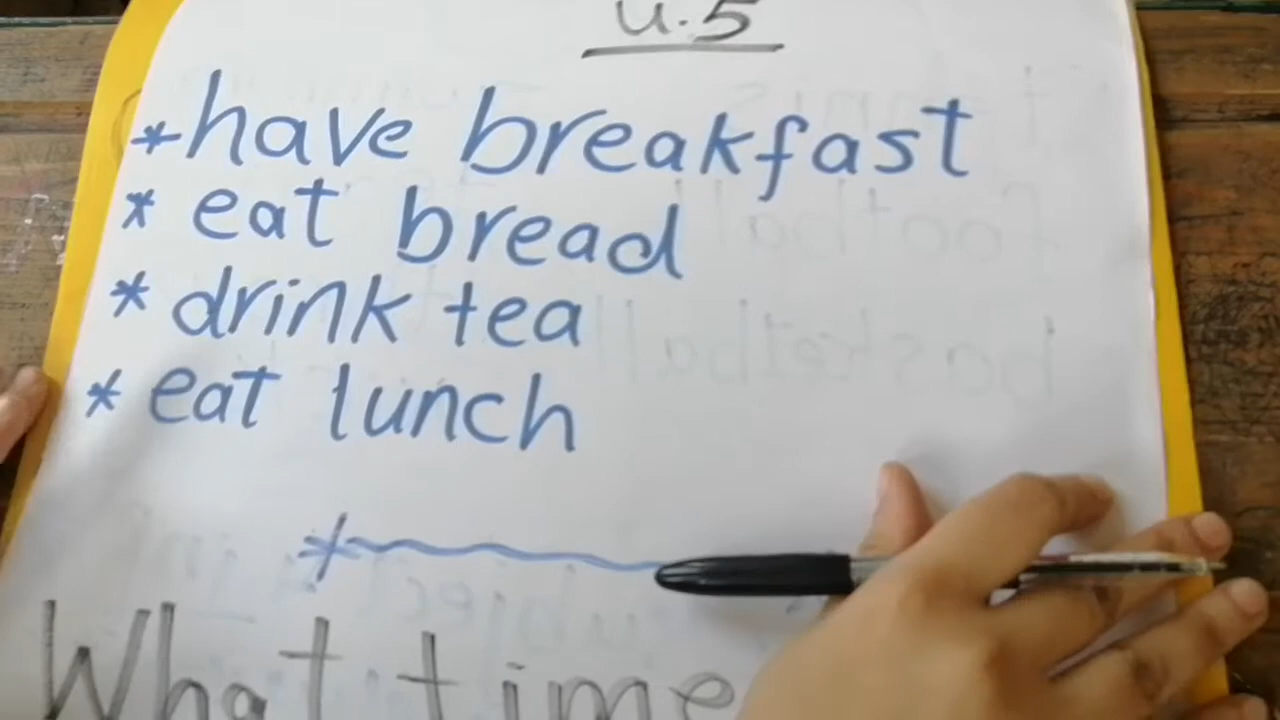 U.5
*have breakfast
* eat bread
* drink tea
* eat lunch
What time